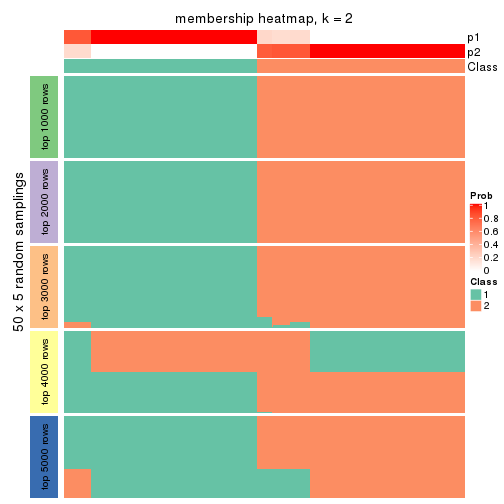 membership heatmap, k = 2
p1
p2
Class
50 x 5 random samplings
top 1000 rows
top 2000 rows
top 3000 rows
top 4000 rows
top 5000 rows
Prob
1
0.8
0.6
0.4
0.2
0
Class
1
2